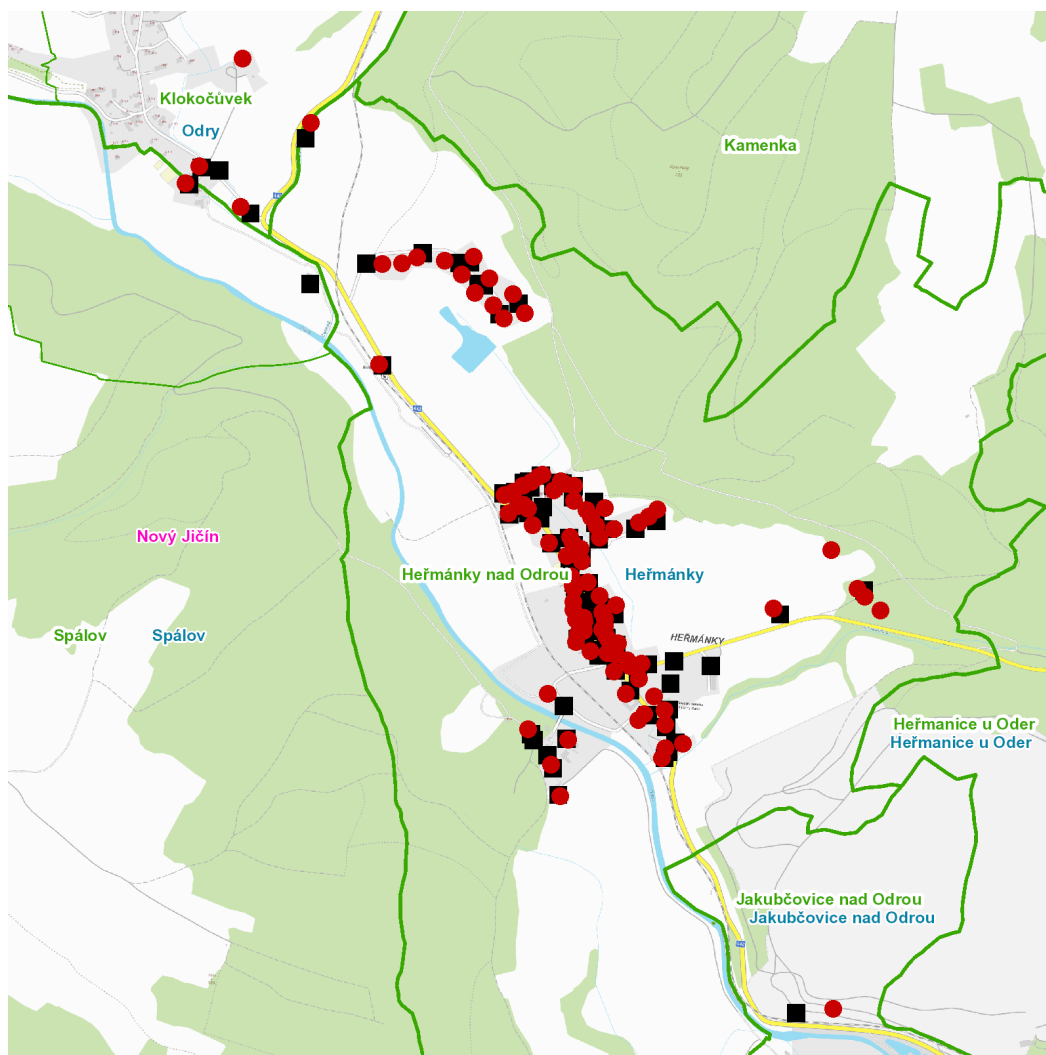 Klokočůvek
Odry
Kamenka
Nový Jičín
Heřmánky nad Odrou
Heřmánky
Spálov
Spálov
HEŘMÁNKY
Heřmanice u Oder
Heřmanice u Oder
Jakubčovice nad Odrou
Jakubčovice nad Odrou